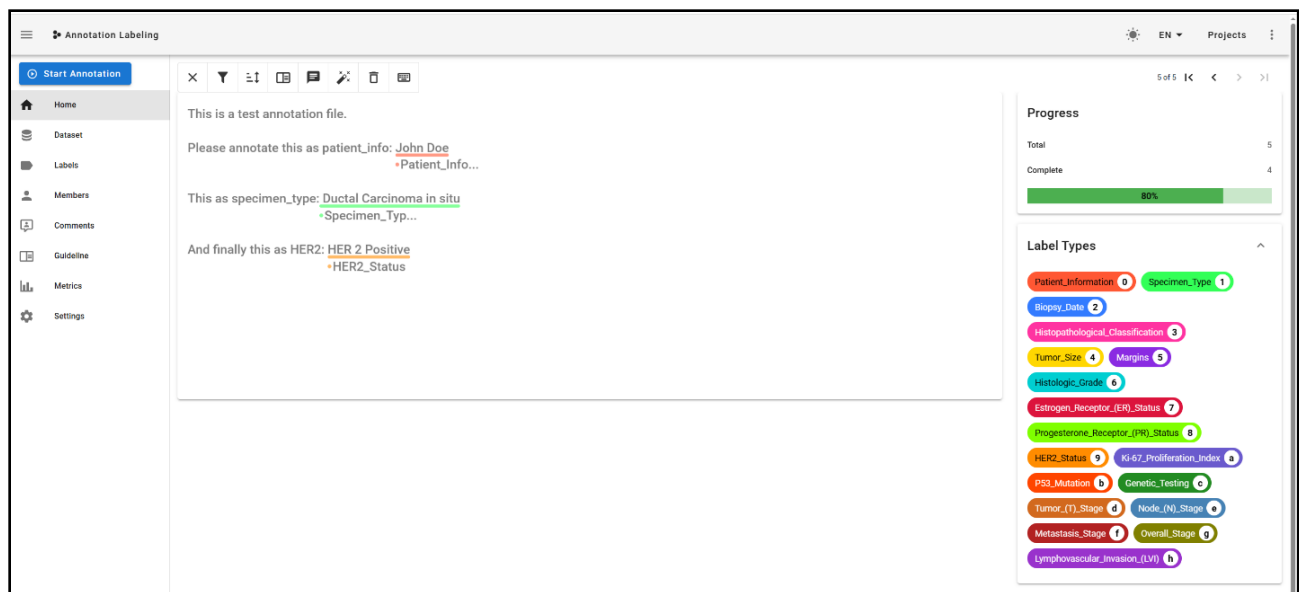 Annotation Labeling
EN
Projects
Start Annotation
Home
Dataset
Labels
Members
Comments
Guideline
Metrics
Settings
5 of 5
This is a test annotation file.
Please annotate this as patient_info: John Doe
•Patient_Info...
This as specimen_type: Ductal Carcinoma in situ
•Specimen_Typ...
And finally this as HER2: HER 2 Positive
•HER2_Status
Progress
Total 5
Complete 4
80%
Label Types
Patient_Information 0 Specimen_Type 1
Biopsy_Date 2
Histopathological_Classification 3
Tumor_Size 4 Margins 5
Histologic_Grade 6
Estrogen_Receptor_(ER)_Status 7
Progesterone_Receptor_(PR)_Status 8
HER2_Status 9 Ki-67_Proliferation_Index a
P53_Mutation b Genetic_Testing c
Tumor_(T)_Stage d Node_(N)_Stage e
Metastasis_Stage f Overall_Stage g
Lymphovascular_Invasion_(LVI) h